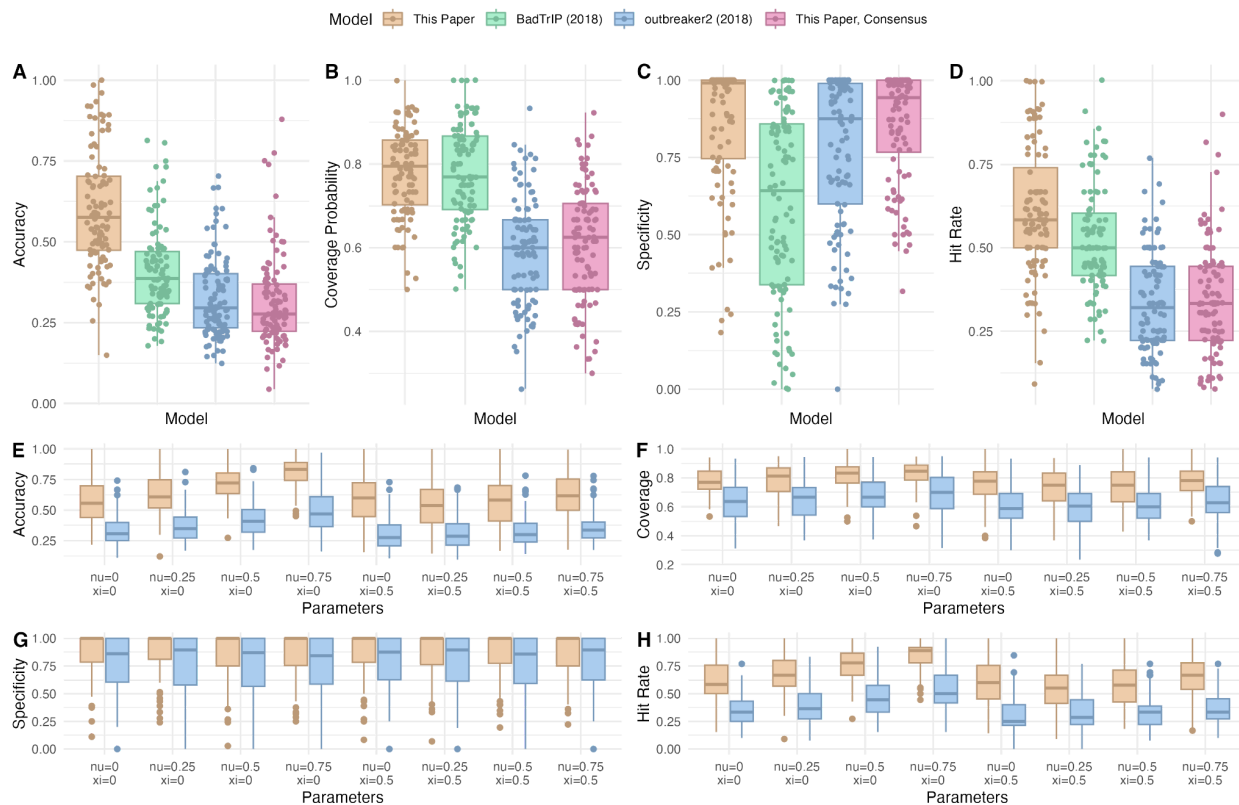 Model This Paper BadTrIP (2018) outbreaker2 (2018) This Paper, Consensus
A
1.00
0.75
0.50
0.25
0.00
Accuracy
Model
B
1.0
0.8
0.6
0.4
Coverage Probability
Model
C
1.00
0.75
0.50
0.25
0.00
Specificity
Model
D
1.00
0.75
0.50
0.25
Hit Rate
Model
E
1.00
0.75
0.50
0.25
Accuracy
nu=0 nu=0.25 nu=0.5 nu=0.75 nu=0 nu=0.25 nu=0.5 nu=0.75
xi=0 xi=0 xi=0 xi=0 xi=0.5 xi=0.5 xi=0.5 xi=0.5
Parameters
F
1.0
0.8
0.6
0.4
0.2
Coverage
nu=0 nu=0.25 nu=0.5 nu=0.75 nu=0 nu=0.25 nu=0.5 nu=0.75
xi=0 xi=0 xi=0 xi=0 xi=0.5 xi=0.5 xi=0.5 xi=0.5
Parameters
G
1.00
0.75
0.50
0.25
0.00
Specificity
nu=0 nu=0.25 nu=0.5 nu=0.75 nu=0 nu=0.25 nu=0.5 nu=0.75
xi=0 xi=0 xi=0 xi=0 xi=0.5 xi=0.5 xi=0.5 xi=0.5
Parameters
H
1.00
0.75
0.50
0.25
0.00
Hit Rate
nu=0 nu=0.25 nu=0.5 nu=0.75 nu=0 nu=0.25 nu=0.5 nu=0.75
xi=0 xi=0 xi=0 xi=0 xi=0.5 xi=0.5 xi=0.5 xi=0.5
Parameters